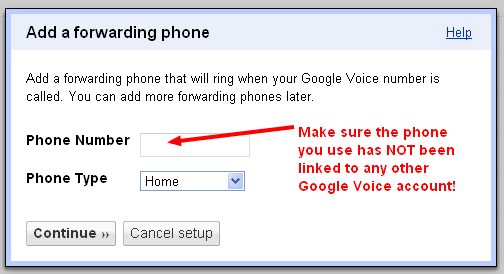 Add a forwarding phone
Help
Add a forwarding phone that will ring when your Google Voice number is
called. You can add more forwarding phones later.
Phone Number
Make sure the phone
you use has NOT been
linked to any other
Google Voice account!
Phone Type
Home
Continue ››
Cancel setup